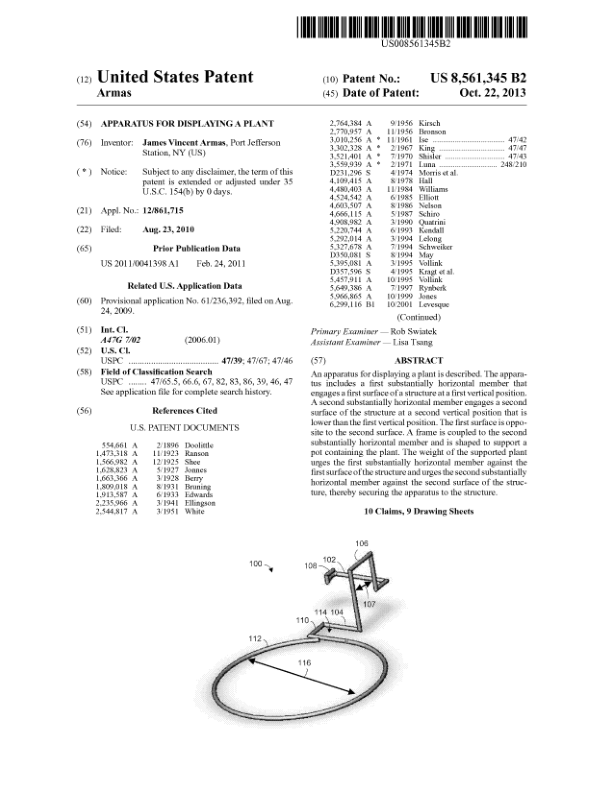 US008561345B2
(12) United States Patent
Armas
(10) Patent No.: US 8,561,345 B2
(45) Date of Patent: Oct. 22, 2013
(54) APPARATUS FOR DISPLAYING A PLANT
(76) Inventor: James Vincent Armas, Port Jefferson
Station, NY (US)
( * ) Notice: Subject to any disclaimer, the term of this
patent is extended or adjusted under 35
U.S.C. 154(b) by 0 days.
(21) Appl. No.: 12/861,715
(22) Filed: Aug. 23, 2010
(65) Prior Publication Data
US 2011/0041398 A1 Feb. 24, 2011
Related U.S. Application Data
(60) Provisional application No. 61/236,392, filed on Aug.
24, 2009.
(51) Int. Cl.
A47G 7/02 (2006.01)
(52) U.S. Cl.
USPC ........................................ 47/39; 47/67; 47/46
(58) Field of Classification Search
USPC ........ 47/65.5, 66.6, 67, 82, 83, 86, 39, 46, 47
See application file for complete search history.
(56) References Cited
U.S. PATENT DOCUMENTS
554,661 A 2/1896 Doolittle
1,473,318 A 11/1923 Ranson
1,566,982 A 12/1925 Shee
1,628,823 A 5/1927 Jonnes
1,663,366 A 3/1928 Berry
1,809,018 A 8/1931 Bruning
1,913,587 A 6/1933 Edwards
2,235,966 A 3/1941 Ellingson
2,544,817 A 3/1951 White
2,764,384 A 9/1956 Kirsch
2,770,957 A 11/1956 Bronson
3,010,256 A * 11/1961 Ise ................................ 47/42
3,302,328 A * 2/1967 King ............................. 47/47
3,521,401 A * 7/1970 Shisler .......................... 47/43
3,559,939 A * 2/1971 Luna ......................... 248/210
D231,296 S 4/1974 Morris et al.
4,109,415 A 8/1978 Hall
4,480,403 A 11/1984 Williams
4,524,542 A 6/1985 Elliott
4,603,507 A 8/1986 Nelson
4,666,115 A 5/1987 Schiro
4,908,982 A 3/1990 Quatrini
5,220,744 A 6/1993 Kendall
5,292,014 A 3/1994 Lelong
5,327,678 A 7/1994 Schweiker
D350,081 S 8/1994 May
5,395,081 A 3/1995 Vollink
D357,596 S 4/1995 Kragt et al.
5,457,911 A 10/1995 Vollink
5,649,386 A 7/1997 Rynberk
5,966,865 A 10/1999 Jones
6,299,116 B1 10/2001 Levesque
(Continued)
Primary Examiner — Rob Swiatek
Assistant Examiner — Lisa Tsang
(57) ABSTRACT
An apparatus for displaying a plant is described. The appara-
tus includes a first substantially horizontal member that
engages a first surface of a structure at a first vertical position.
A second substantially horizontal member engages a second
surface of the structure at a second vertical position that is
lower than the first vertical position. The first surface is oppo-
site to the second surface. A frame is coupled to the second
substantially horizontal member and is shaped to support a
pot containing the plant. The weight of the supported plant
urges the first substantially horizontal member against the
first surface of the structure and urges the second substantially
horizontal member against the second surface of the struc-
ture, thereby securing the apparatus to the structure.
10 Claims, 9 Drawing Sheets
106
102
100
108
107
114 104
110
112
116